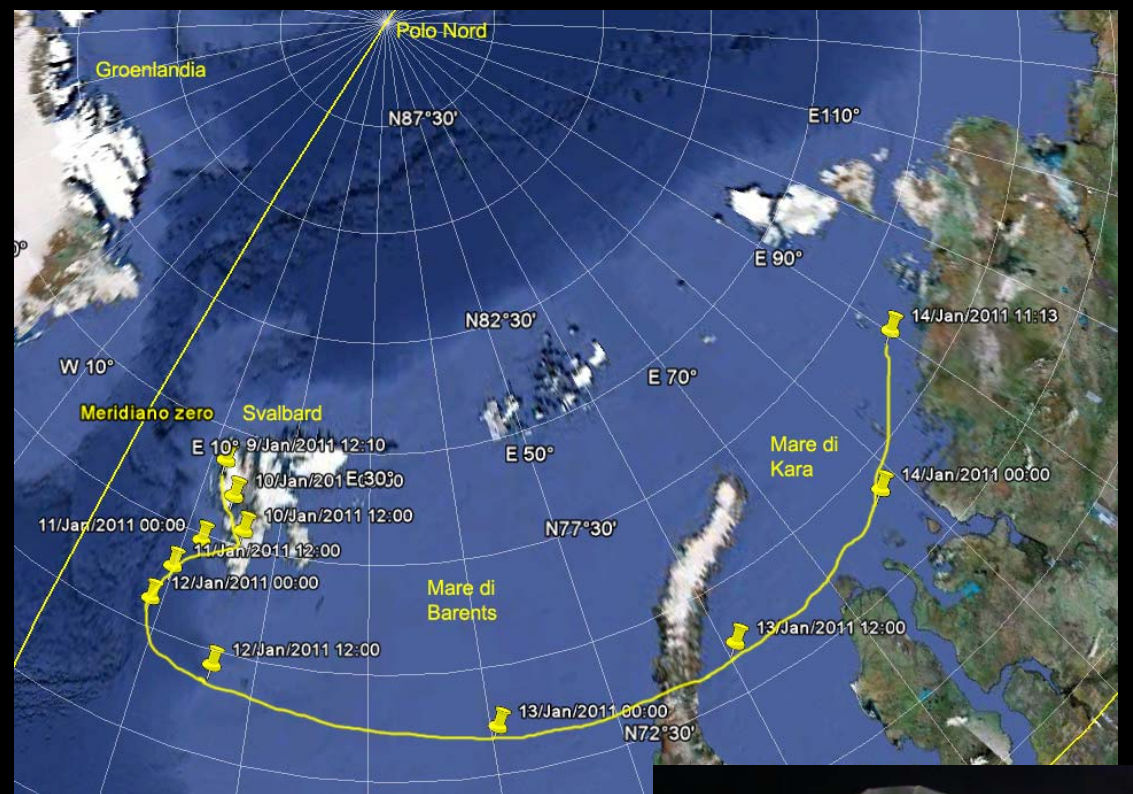 Polo Nord
Groenlandia
N87°30'
E110°
E 90°
14/Jan/2011 11:13
N82°30'
W 10°
E 70°
Meridiano zero
Svalbard
E 10°
9/Jan/2011 12:10
E 50°
Mare di
Kara
10/Jan/201
E 30°
14/Jan/2011 00:00
10/Jan/2011 12:00
11/Jan/2011 00:00
N77°30'
11/Jan/2011 12:00
12/Jan/2011 00:00
Mare di
Barents
13/Jan/2011 12:00
12/Jan/2011 12:00
13/Jan/2011 00:00
N72°30'